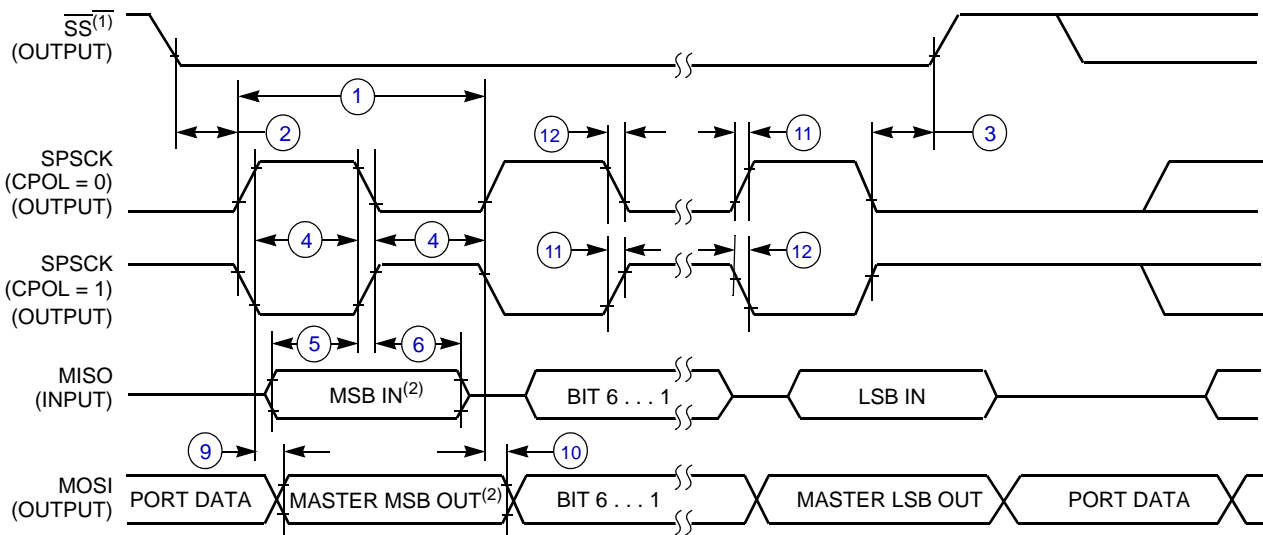 SS(1)
(OUTPUT)
1
2
12
11
3
SPSCK
(CPOL = 0)
(OUTPUT)
4
4
11
12
SPSCK
(CPOL = 1)
(OUTPUT)
5
6
MISO
(INPUT)
MSB IN(2)
BIT 6 . . . 1
LSB IN
9
10
MOSI
(OUTPUT)
PORT DATA
MASTER MSB OUT(2)
BIT 6 . . . 1
MASTER LSB OUT
PORT DATA